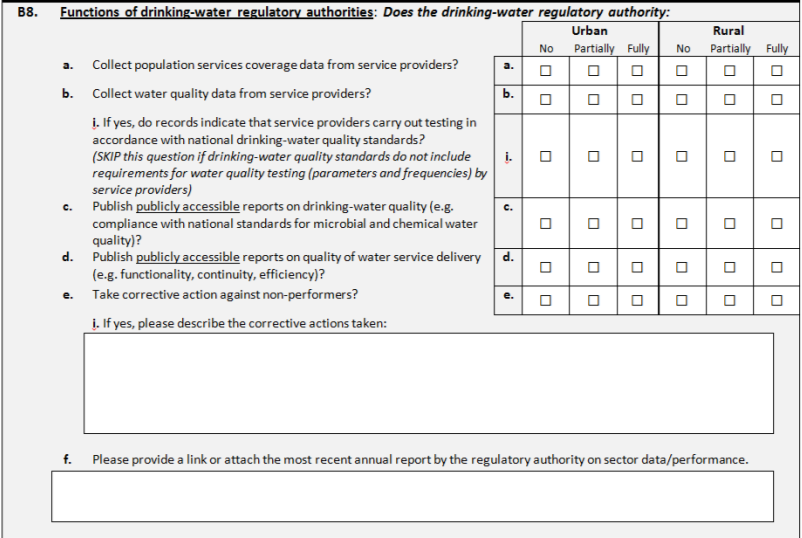 B8. Functions of drinking-water regulatory authorities: Does the drinking-water regulatory authority:
Urban Rural
No Partially Fully No Partially Fully
a. Collect population services coverage data from service providers? a. ☐ ☐ ☐ ☐ ☐ ☐
b. Collect water quality data from service providers? b. ☐ ☐ ☐ ☐ ☐ ☐
i. If yes, do records indicate that service providers carry out testing in
accordance with national drinking-water quality standards?
(SKIP this question if drinking-water quality standards do not include i. ☐ ☐ ☐ ☐ ☐ ☐
requirements for water quality testing (parameters and frequencies) by
service providers)
c. Publish publicly accessible reports on drinking-water quality (e.g. c.
compliance with national standards for microbial and chemical water ☐ ☐ ☐ ☐ ☐ ☐
quality)?
d. Publish publicly accessible reports on quality of water service delivery d.
(e.g. functionality, continuity, efficiency)? ☐ ☐ ☐ ☐ ☐ ☐
e. Take corrective action against non-performers? e. ☐ ☐ ☐ ☐ ☐ ☐
i. If yes, please describe the corrective actions taken:
f. Please provide a link or attach the most recent annual report by the regulatory authority on sector data/performance.